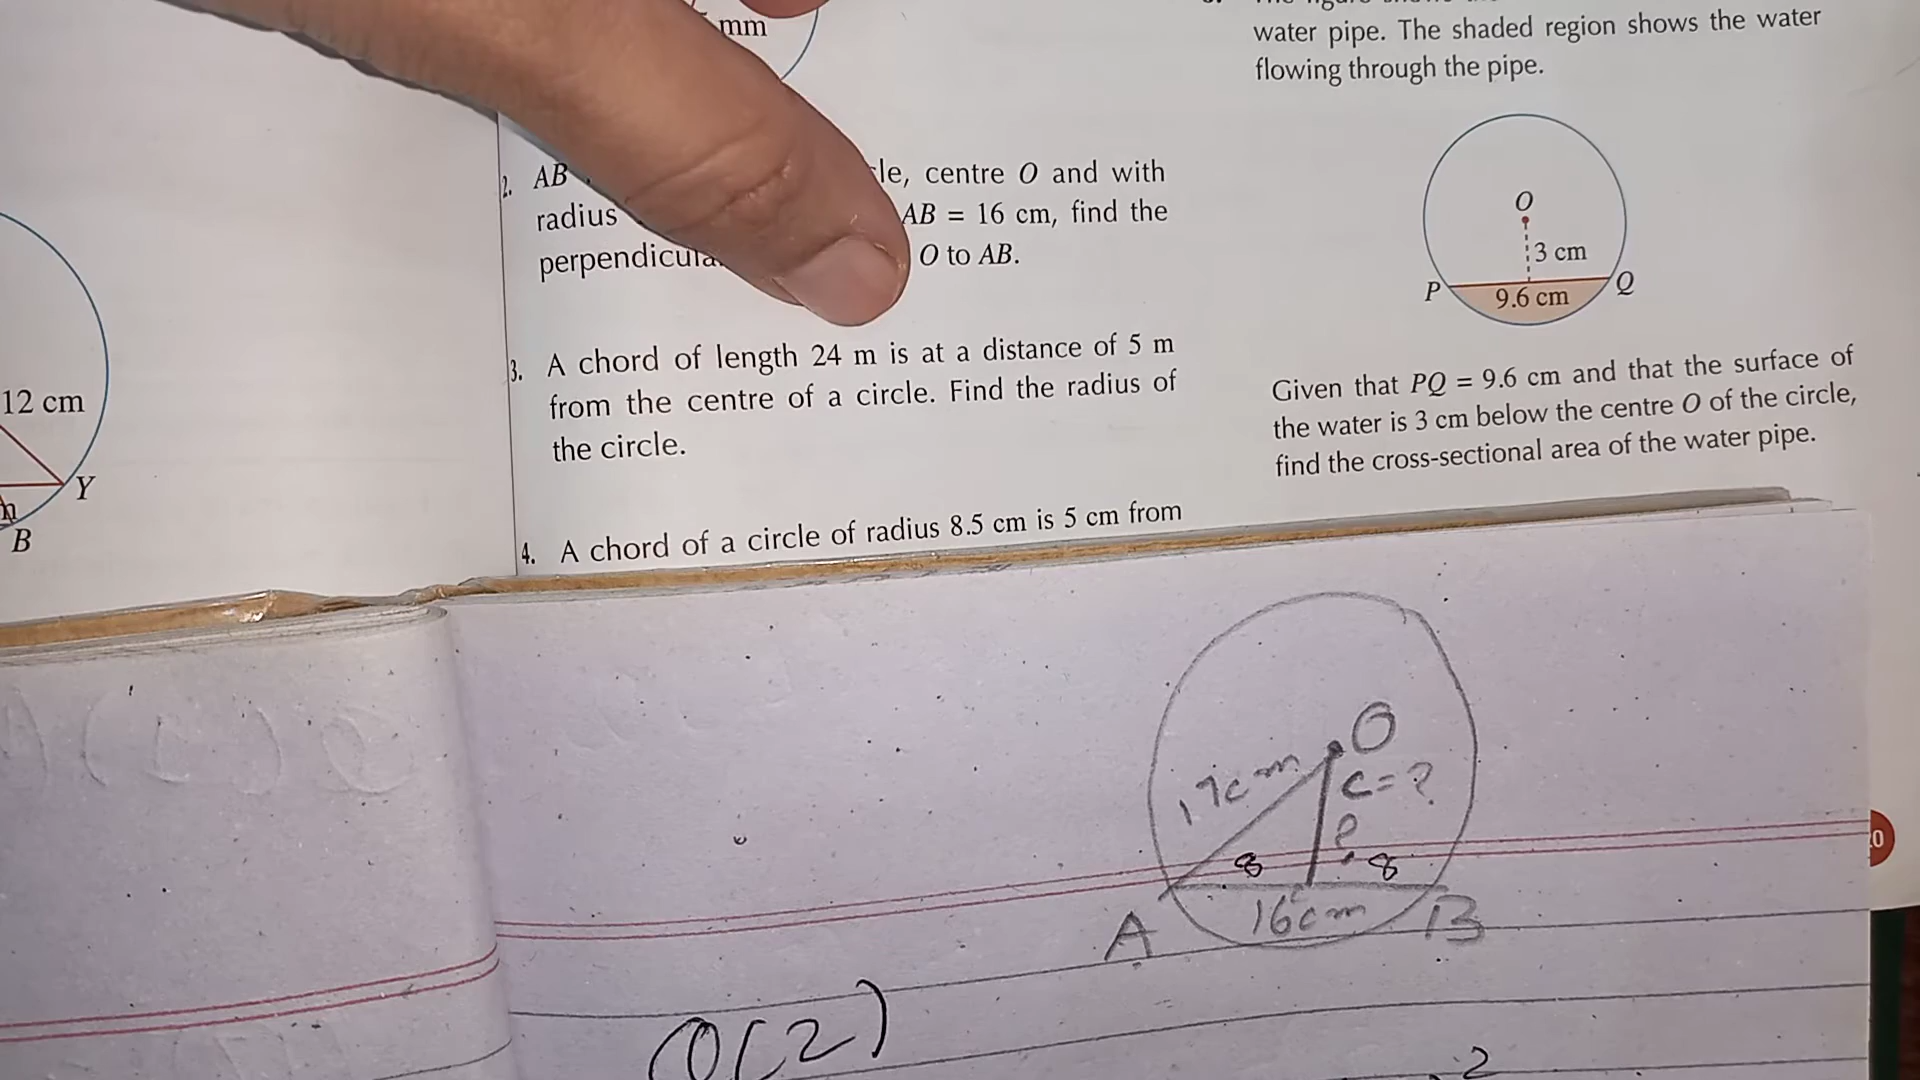 mm
2. AB
cle, centre O and with
radius
AB = 16 cm, find the
perpendicular
O to AB.
3. A chord of length 24 m is at a distance of 5 m
from the centre of a circle. Find the radius of
the circle.
4. A chord of a circle of radius 8.5 cm is 5 cm from
water pipe. The shaded region shows the water
flowing through the pipe.
O
3 cm
P
9.6 cm
Q
Given that PQ = 9.6 cm and that the surface of
the water is 3 cm below the centre O of the circle,
find the cross-sectional area of the water pipe.
12 cm
Y
B
O
17cm
C=?
8
8
A
16cm
B
Q(2)
2